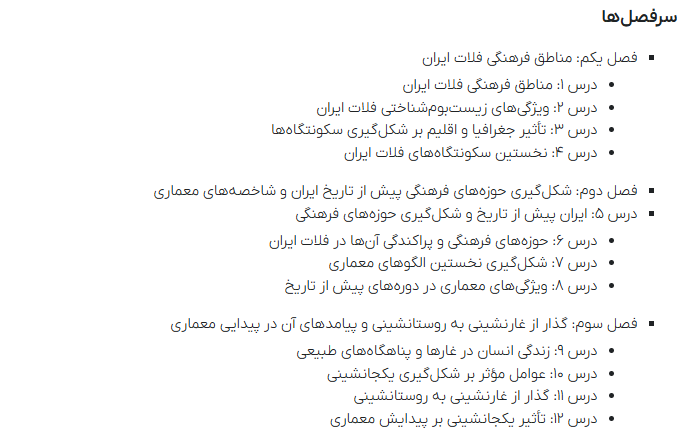 سرفصل‌ها
فصل یکم: مناطق فرهنگی فلات ایران
درس ۱: مناطق فرهنگی فلات ایران
درس ۲: ویژگی‌های زیست‌بوم‌شناختی فلات ایران
درس ۳: تأثیر جغرافیا و اقلیم بر شکل‌گیری سکونتگاه‌ها
درس ۴: نخستین سکونتگاه‌های فلات ایران
فصل دوم: شکل‌گیری حوزه‌های فرهنگی پیش از تاریخ ایران و شاخصه‌های معماری
درس ۵: ایران پیش از تاریخ و شکل‌گیری حوزه‌های فرهنگی
درس ۶: حوزه‌های فرهنگی و پراکندگی آن‌ها در فلات ایران
درس ۷: شکل‌گیری نخستین الگوهای معماری
درس ۸: ویژگی‌های معماری در دوره‌های پیش از تاریخ
فصل سوم: گذار از غارنشینی به روستانشینی و پیامدهای آن در پیدایی معماری
درس ۹: زندگی انسان در غارها و پناهگاه‌های طبیعی
درس ۱۰: عوامل مؤثر بر شکل‌گیری یکجانشینی
درس ۱۱: گذار از غارنشینی به روستانشینی
درس ۱۲: تأثیر یکجانشینی بر پیدایش معماری